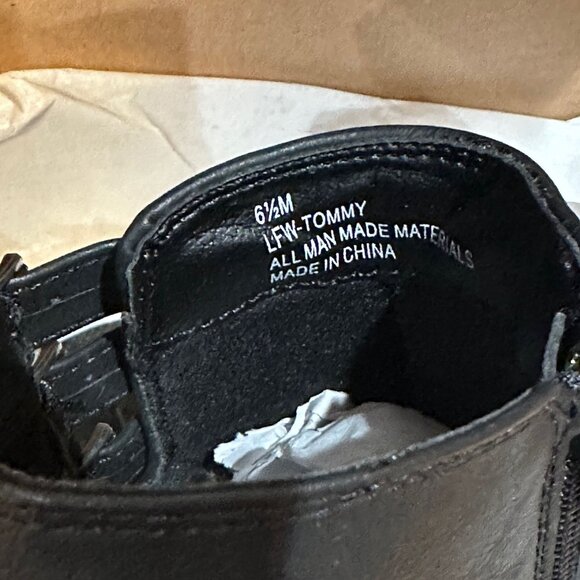 6½M
LFW-TOMMY
ALL MAN MADE MATERIALS
MADE IN CHINA